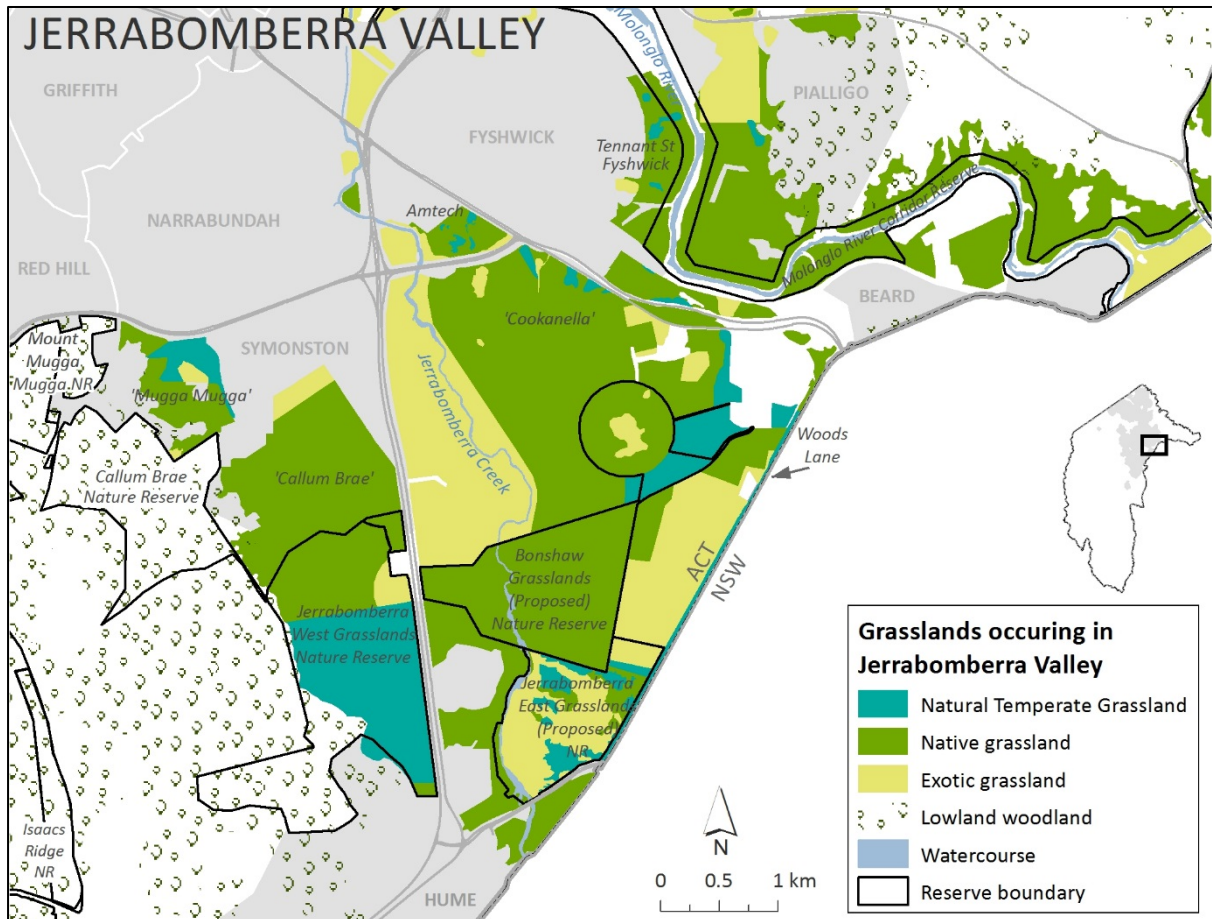 JERRABOMBERRA VALLEY
GRIFFITH
FYSHWICK
Molonglo Riv
PIALLIGO
Tennant St
Fyshwick
NARRABUNDAH
Amtech
Molonglo River Corridor Reserve
RED HILL
BEARD
'Cookanella'
Mount
Mugga
Mugga NR
SYMONSTON
'Mugga Mugga'
Jerrabomberra Creek
Woods
Lane
Callum Brae
Nature Reserve
'Callum Brae'
ACT
NSW
Bonshaw
Grasslands
(Proposed)
Nature Reserve
Jerrabomberra
West Grasslands
Nature Reserve
Jerrabomberra
East Grasslands
(Proposed)
NR
Isaacs
Ridge
NR
HUME
N
0 0.5 1 km
Grasslands occuring in
Jerrabomberra Valley
Natural Temperate Grassland
Native grassland
Exotic grassland
Lowland woodland
Watercourse
Reserve boundary